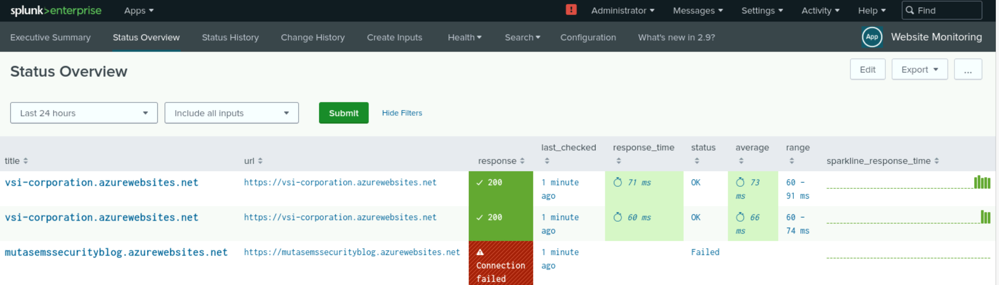 splunk>enterprise Apps Administrator Messages Settings Activity Help Find
Executive Summary Status Overview Status History Change History Create Inputs Health Search Configuration What's new in 2.9? App Website Monitoring
Status Overview Edit Export ...
Last 24 hours Include all inputs Submit Hide Filters
title url response last_checked response_time status average range sparkline_response_time
vsi-corporation.azurewebsites.net https://vsi-corporation.azurewebsites.net ✓ 200 1 minute 71 ms OK 73 60 -
ago ms 91 ms
vsi-corporation.azurewebsites.net https://vsi-corporation.azurewebsites.net ✓ 200 1 minute 60 ms OK 66 60 -
ago ms 74 ms
mutasemssecurityblog.azurewebsites.net https://mutasemssecurityblog.azurewebsites.net 1 minute Failed
Connection ago
failed